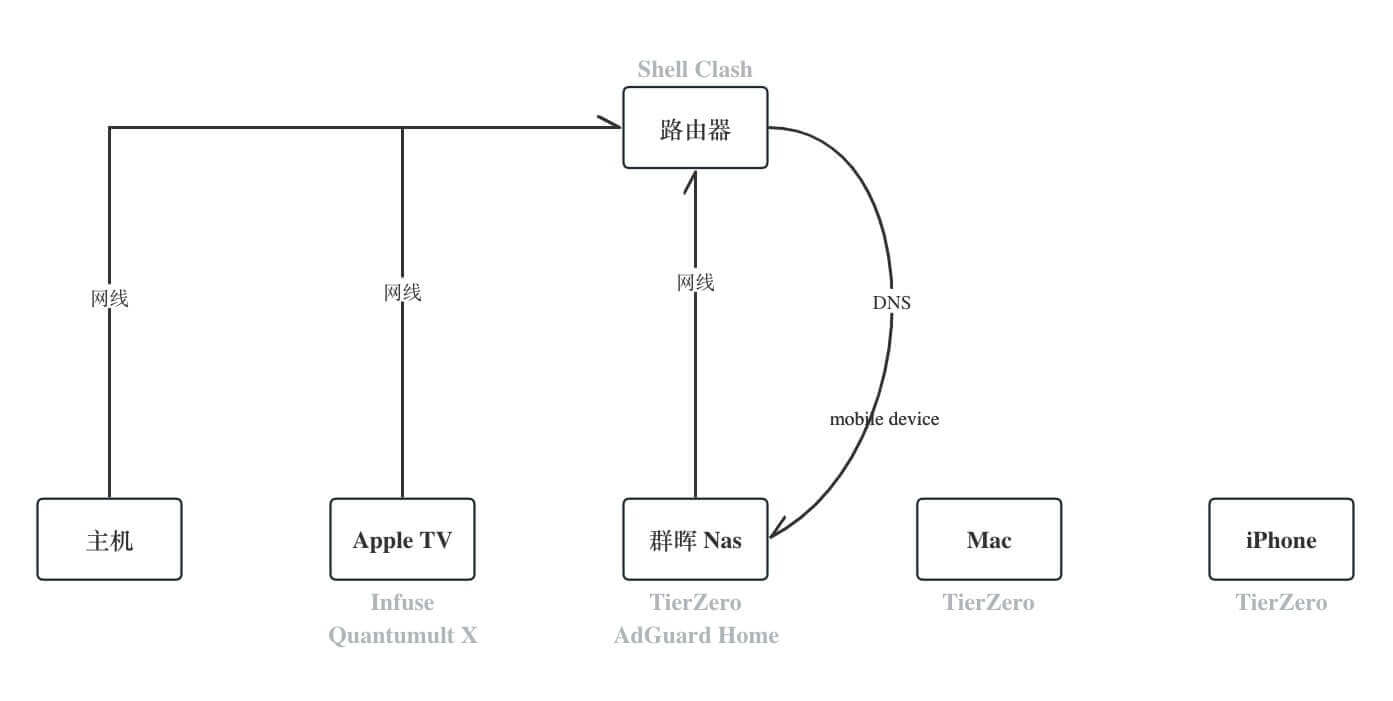 Shell Clash
路由器
网线
网线
网线
DNS
mobile device
主机
Apple TV
群晖 Nas
Mac
iPhone
Infuse
Quantumult X
TierZero
AdGuard Home
TierZero
TierZero